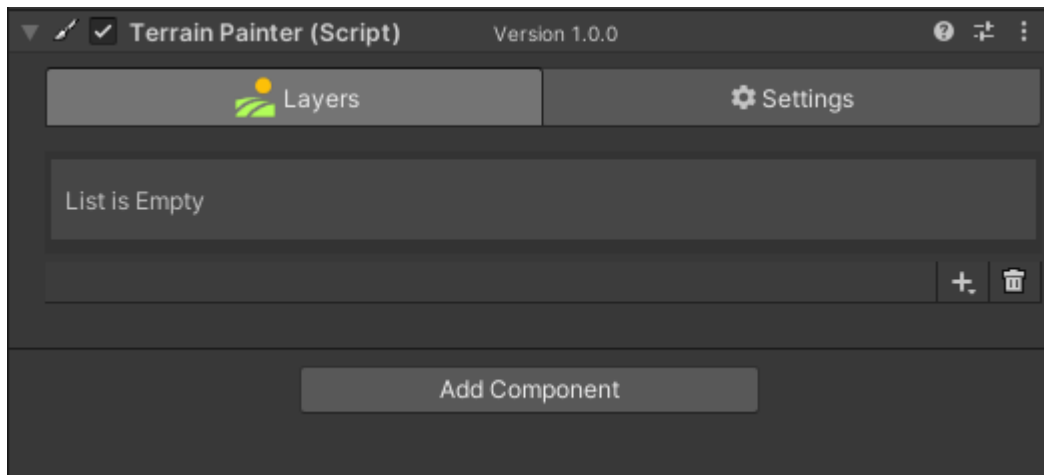 Terrain Painter (Script) Version 1.0.0
Layers Settings
List is Empty
Add Component